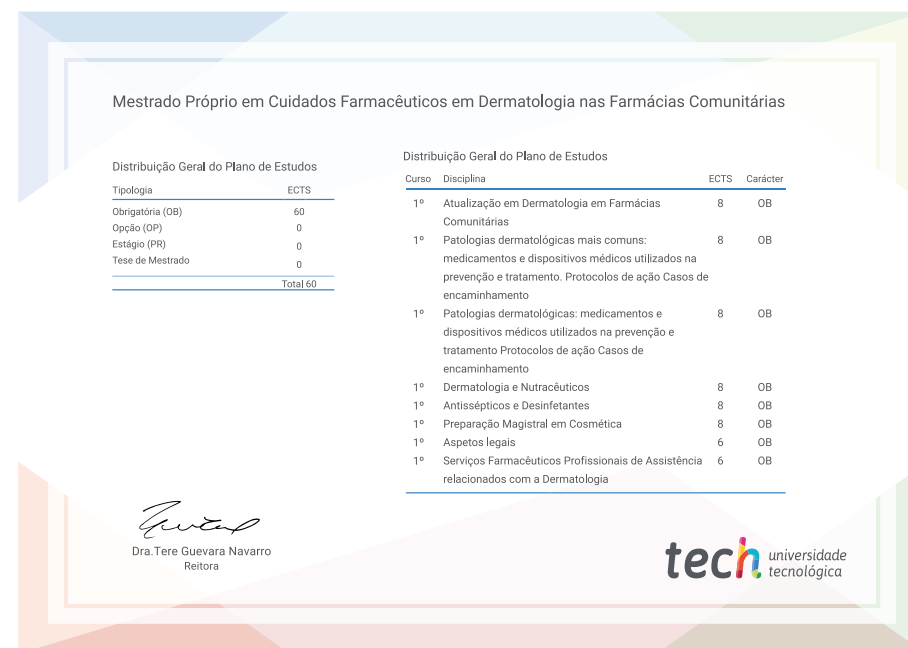 Mestrado Próprio em Cuidados Farmacêuticos em Dermatologia nas Farmácias Comunitárias
Distribuição Geral do Plano de Estudos
Tipologia ECTS
Obrigatória (OB) 60
Opção (OP) 0
Estágio (PR) 0
Tese de Mestrado 0
Total 60
Distribuição Geral do Plano de Estudos
Curso Disciplina ECTS Carácter
1º Atualização em Dermatologia em Farmácias 8 OB
Comunitárias
1º Patologias dermatológicas mais comuns: 8 OB
medicamentos e dispositivos médicos utilizados na
prevenção e tratamento. Protocolos de ação Casos de
encaminhamento
1º Patologias dermatológicas: medicamentos e 8 OB
dispositivos médicos utilizados na prevenção e
tratamento Protocolos de ação Casos de
encaminhamento
1º Dermatologia e Nutracêuticos 8 OB
1º Antissépticos e Desinfetantes 8 OB
1º Preparação Magistral em Cosmética 8 OB
1º Aspetos legais 6 OB
1º Serviços Farmacêuticos Profissionais de Assistência 6 OB
relacionados com a Dermatologia
Dra.Tere Guevara Navarro
Reitora
tech universidade
tecnológica